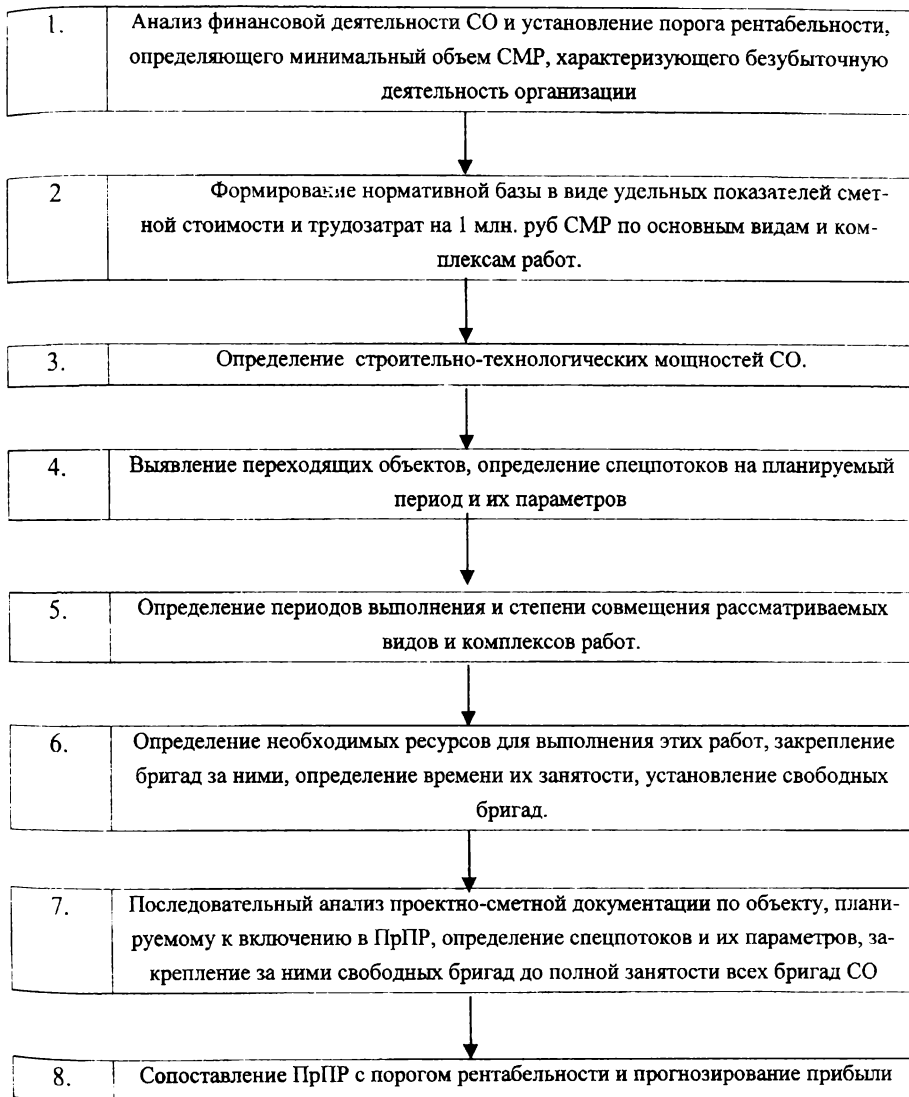 1. Анализ финансовой деятельности СО и установление порога рентабельности,
определяющего минимальный объем СМР, характеризующего безубыточную
деятельность организации
2 Формирование нормативной базы в виде удельных показателей смет-
ной стоимости и трудозатрат на 1 млн. руб СМР по основным видам и ком-
плексам работ.
3. Определение строительно-технологических мощностей СО.
4. Выявление переходящих объектов, определение спецпотоков на планируемый
период и их параметров
5. Определение периодов выполнения и степени совмещения рассматриваемых
видов и комплексов работ.
6. Определение необходимых ресурсов для выполнения этих работ, закрепление
бригад за ними, определение времени их занятости, установление свободных
бригад.
7. Последовательный анализ проектно-сметной документации по объекту, плани-
руемому к включению в ПрПР, определение спецпотоков и их параметров, за-
крепление за ними свободных бригад до полной занятости всех бригад СО
8. Сопоставление ПрПР с порогом рентабельности и прогнозирование прибыли